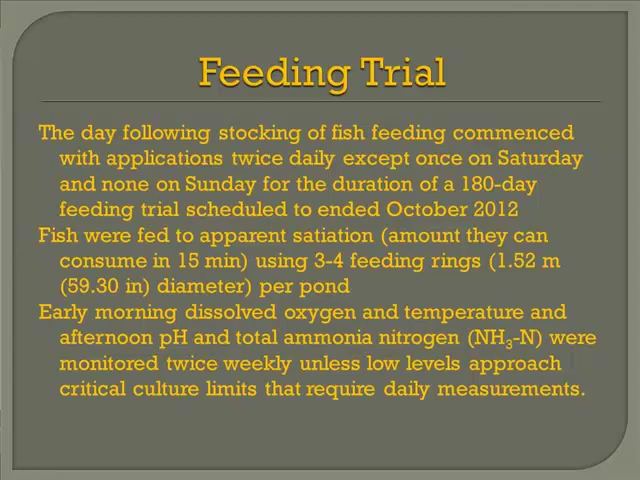 Feeding Trial
The day following stocking of fish feeding commenced
with applications twice daily except once on Saturday
and none on Sunday for the duration of a 180-day
feeding trial scheduled to ended October 2012
Fish were fed to apparent satiation (amount they can
consume in 15 min) using 3-4 feeding rings (1.52 m
(59.30 in) diameter) per pond
Early morning dissolved oxygen and temperature and
afternoon pH and total ammonia nitrogen (NH₃-N) were
monitored twice weekly unless low levels approach
critical culture limits that require daily measurements.